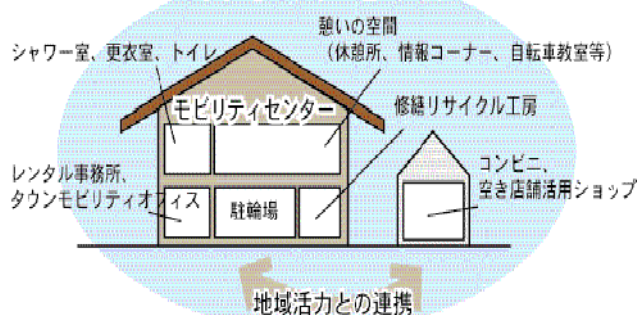 憩いの空間
シャワー室、更衣室、トイレ
（休憩所、情報コーナー、自転車教室等）
モビリティセンター
修繕リサイクル工房
レンタル事務所、
タウンモビリティオフィス
駐輪場
コンビニ、
空き店舗活用ショップ
地域活力との連携